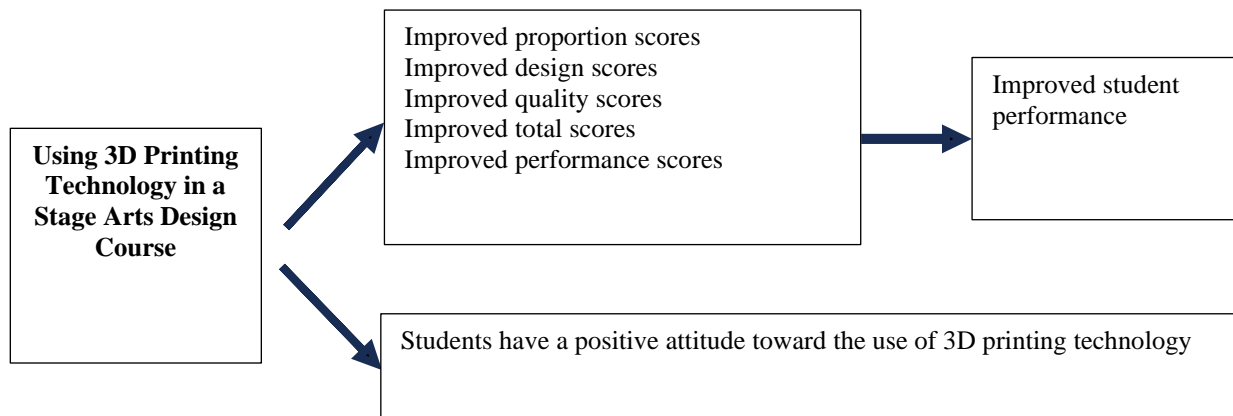 Using 3D Printing
Technology in a
Stage Arts Design
Course
Improved proportion scores
Improved design scores
Improved quality scores
Improved total scores
Improved performance scores
Improved student
performance
Students have a positive attitude toward the use of 3D printing technology